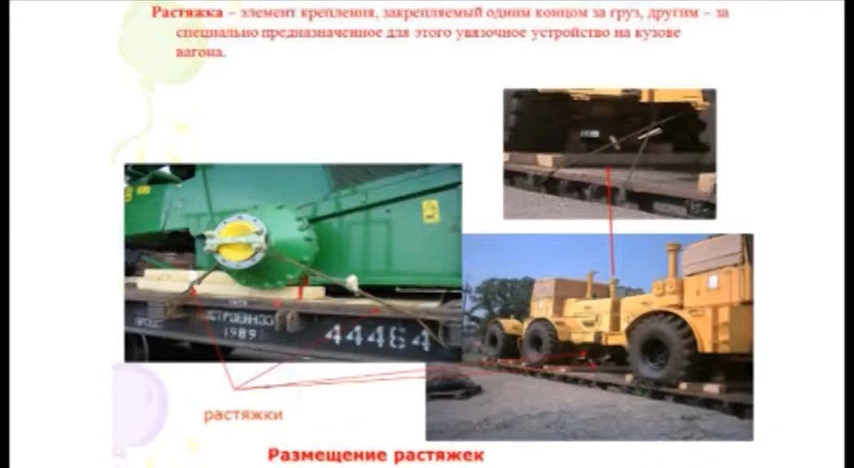 Растяжка – элемент крепления, закрепляемый одним концом за груз, другим – за
специально предназначенное для этого увязочное устройство на кузове
вагона.
1989
44464
растяжки
Размещение растяжек